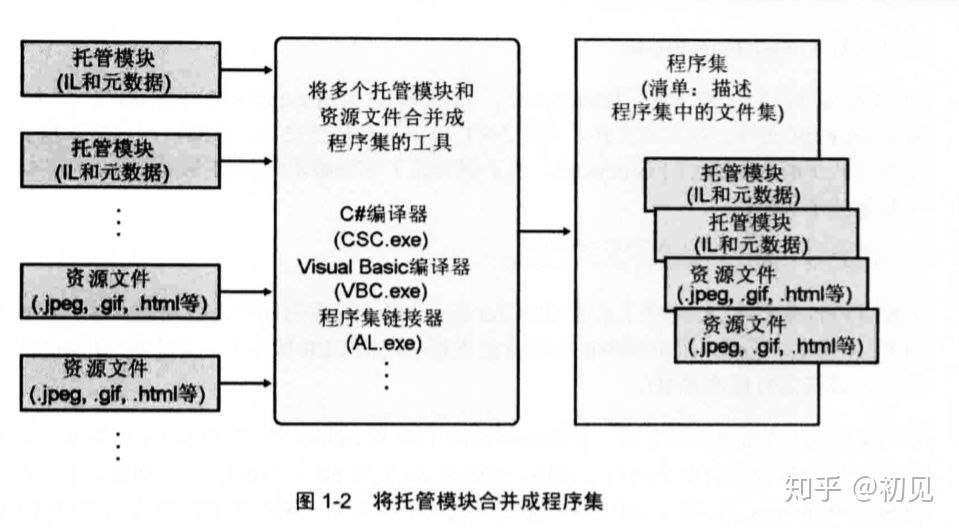 托管模块
(IL和元数据)
托管模块
(IL和元数据)
资源文件
(.jpeg, .gif, .html等)
资源文件
(.jpeg, .gif, .html等)
将多个托管模块和
资源文件合并成
程序集的工具
C#编译器
(CSC.exe)
Visual Basic编译器
(VBC.exe)
程序集链接器
(AL.exe)
程序集
(清单：描述
程序集中的文件集)
托管模块
(IL和元数据)
托管模块
(IL和元数据)
资源文件
(.jpeg, .gif, .html等)
资源文件
(.jpeg, .gif, .html等)
图 1-2 将托管模块合并成程序集
知乎 @初见